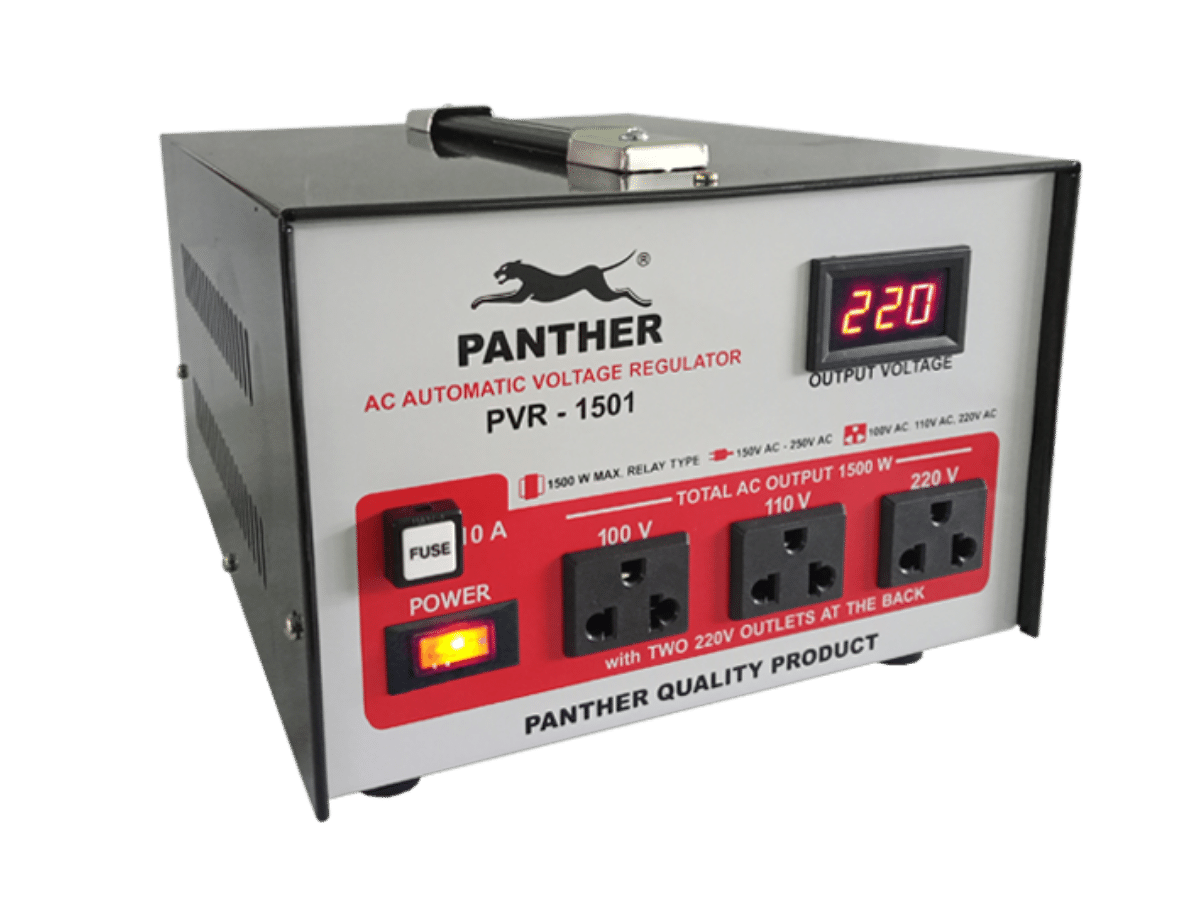 ®
PANTHER
AC AUTOMATIC VOLTAGE REGULATOR
PVR - 1501
220
OUTPUT VOLTAGE
1500 W MAX. RELAY TYPE 150V AC - 250V AC 100V AC, 110V AC, 220V AC
TOTAL AC OUTPUT 1500 W
FUSE
10 A
100 V
110 V
220 V
POWER
with TWO 220V OUTLETS AT THE BACK
PANTHER QUALITY PRODUCT